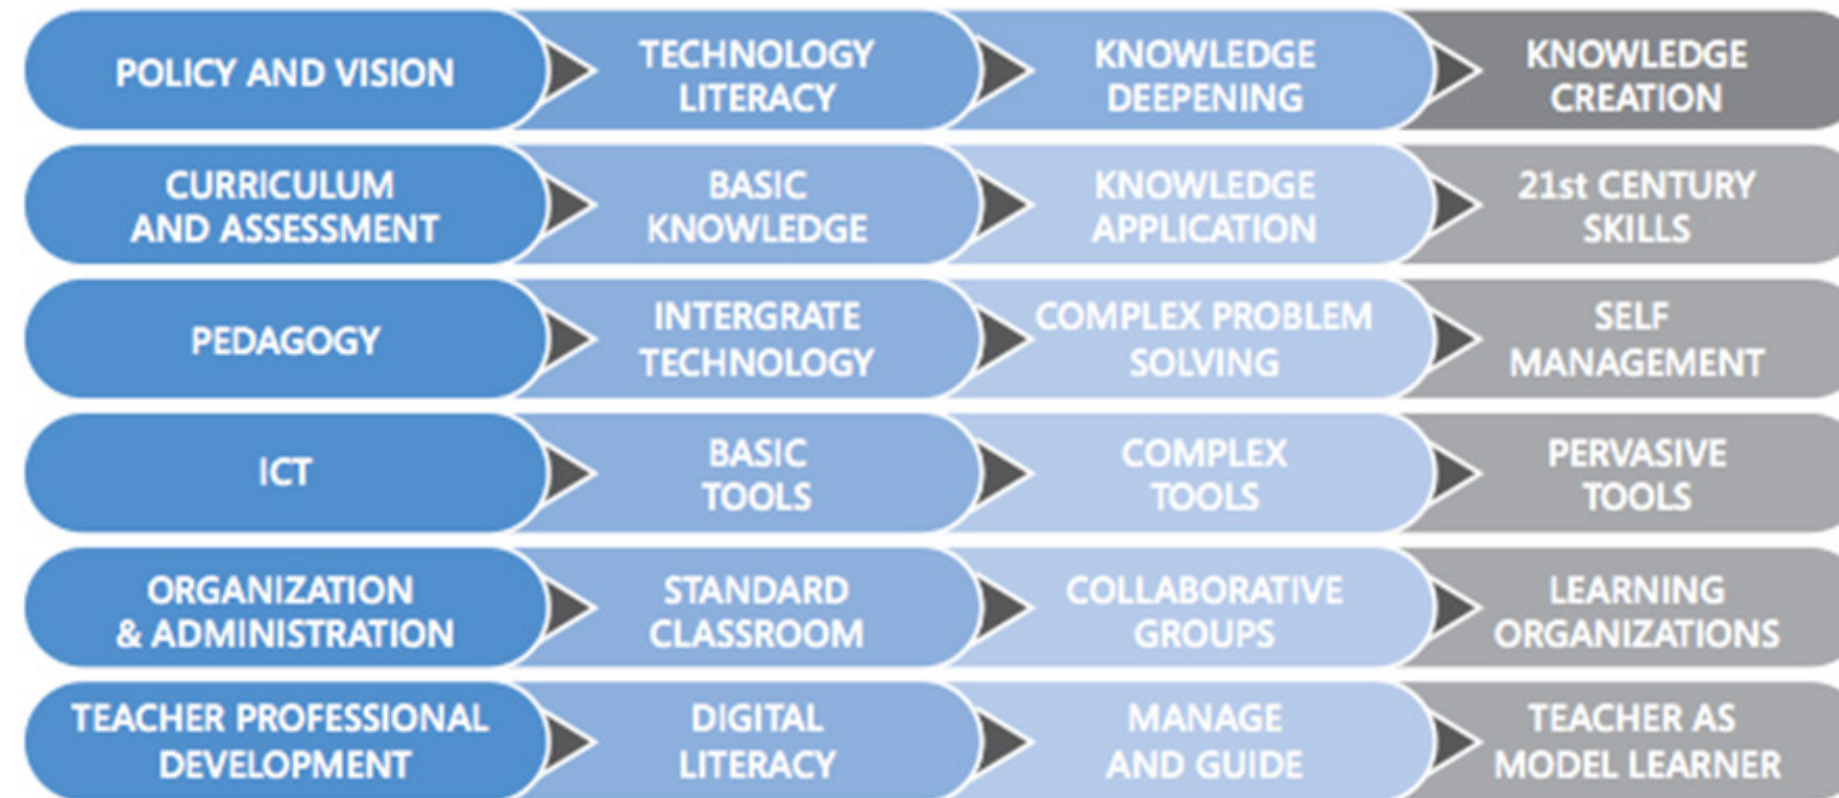 POLICY AND VISION
TECHNOLOGY
LITERACY
KNOWLEDGE
DEEPENING
KNOWLEDGE
CREATION
CURRICULUM
AND ASSESSMENT
BASIC
KNOWLEDGE
KNOWLEDGE
APPLICATION
21st CENTURY
SKILLS
PEDAGOGY
INTERGRATE
TECHNOLOGY
COMPLEX PROBLEM
SOLVING
SELF
MANAGEMENT
ICT
BASIC
TOOLS
COMPLEX
TOOLS
PERVASIVE
TOOLS
ORGANIZATION
& ADMINISTRATION
STANDARD
CLASSROOM
COLLABORATIVE
GROUPS
LEARNING
ORGANIZATIONS
TEACHER PROFESSIONAL
DEVELOPMENT
DIGITAL
LITERACY
MANAGE
AND GUIDE
TEACHER AS
MODEL LEARNER